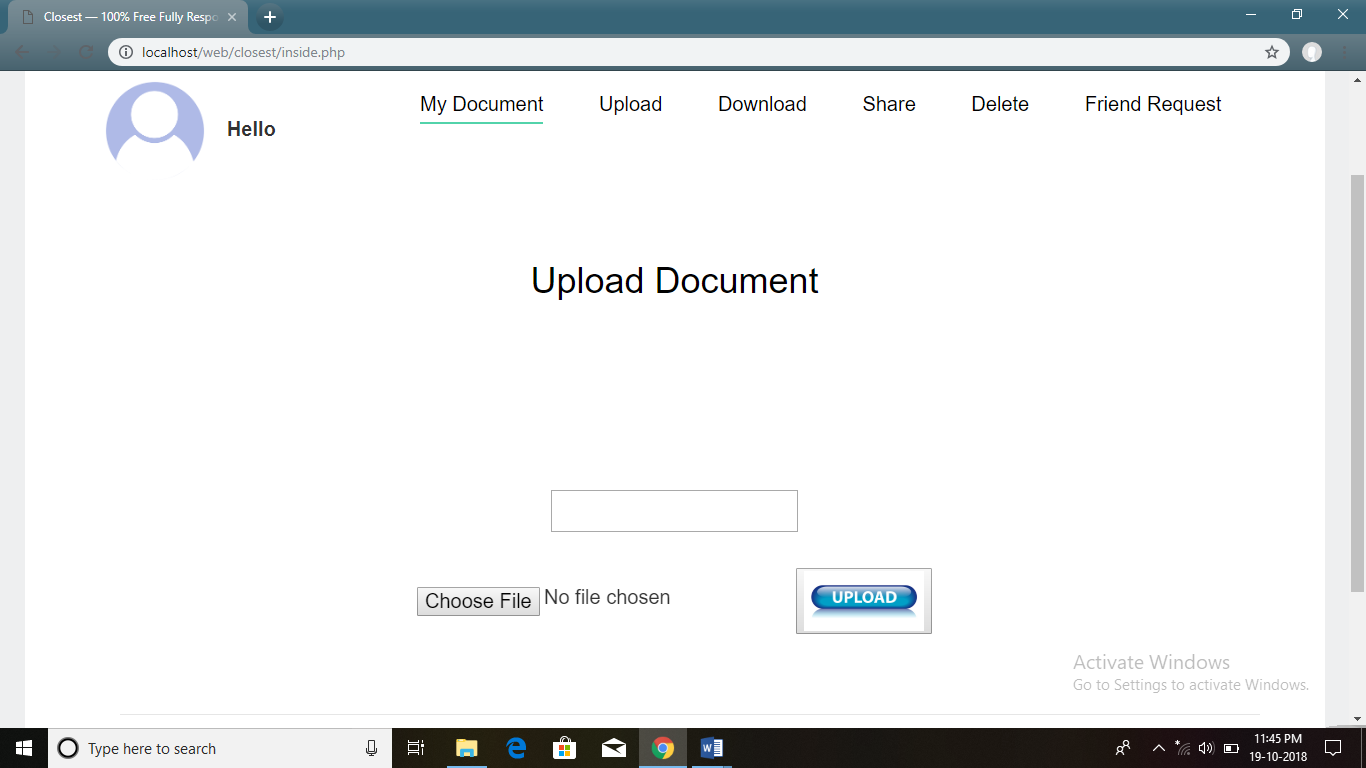 Closest — 100% Free Fully Respo
localhost/web/closest/inside.php
Hello
My Document Upload Download Share Delete Friend Request
Upload Document
Choose File No file chosen
UPLOAD
Activate Windows
Go to Settings to activate Windows.
Type here to search
11:45 PM
19-10-2018